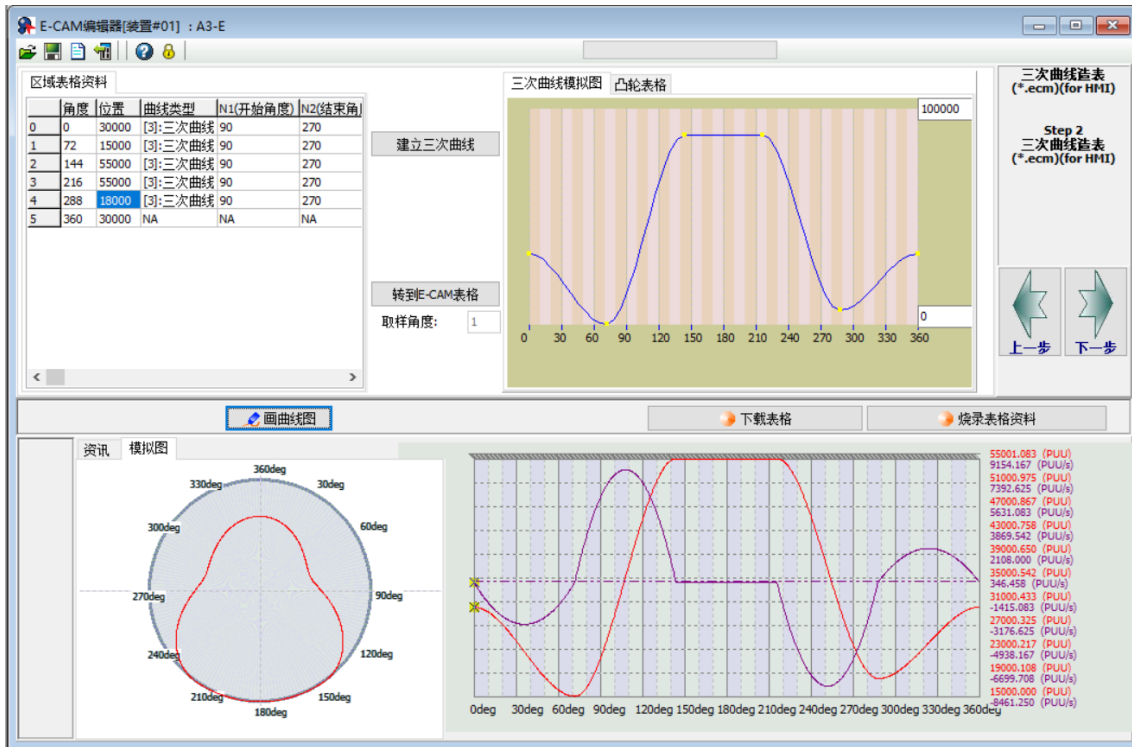 E-CAM编辑器[装置#01] : A3-E
区域表格资料
角度 位置 曲线类型 N1(开始角度) N2(结束角
0 0 30000 [3]:三次曲线 90 270
1 72 15000 [3]:三次曲线 90 270
2 144 55000 [3]:三次曲线 90 270
3 216 55000 [3]:三次曲线 90 270
4 288 18000 [3]:三次曲线 90 270
5 360 30000 NA NA NA
建立三次曲线
转到E-CAM表格
取样角度: 1
三次曲线模拟图 凸轮表格
100000
0
0 30 60 90 120 150 180 210 240 270 300 330 360
三次曲线造表
(*.ecm)(for HMI)
Step 2
三次曲线造表
(*.ecm)(for HMI)
上一步 下一步
画曲线图 下载表格 烧录表格资料
资讯 模拟图
360deg
330deg 30deg
300deg 60deg
270deg 90deg
240deg 120deg
210deg 150deg
180deg
55001.083 (PUU)
9154.167 (PUU/s)
51000.975 (PUU)
7392.625 (PUU/s)
47000.867 (PUU)
5631.083 (PUU/s)
43000.758 (PUU)
3869.542 (PUU/s)
39000.650 (PUU)
2108.000 (PUU/s)
35000.542 (PUU)
346.458 (PUU/s)
31000.433 (PUU)
-1415.083 (PUU/s)
27000.325 (PUU)
-3176.625 (PUU/s)
23000.217 (PUU)
-4938.167 (PUU/s)
19000.108 (PUU)
-6699.708 (PUU/s)
15000.000 (PUU)
-8461.250 (PUU/s)
0deg 30deg 60deg 90deg 120deg 150deg 180deg 210deg 240deg 270deg 300deg 330deg 360deg